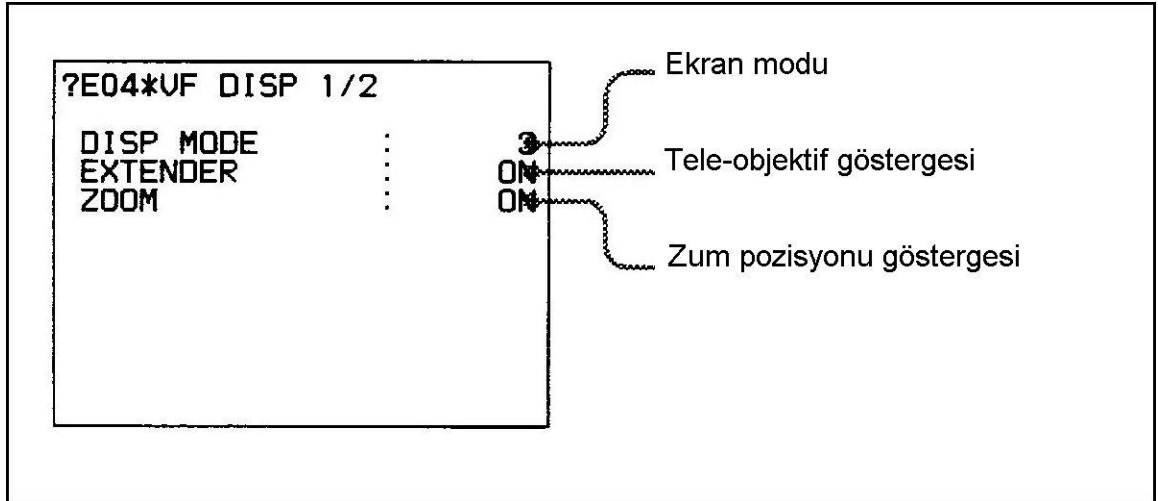 ?E04*VF DISP 1/2
DISP MODE : 3
EXTENDER : ON
ZOOM : ON
Ekran modu
Tele-objektif göstergesi
Zum pozisyonu göstergesi